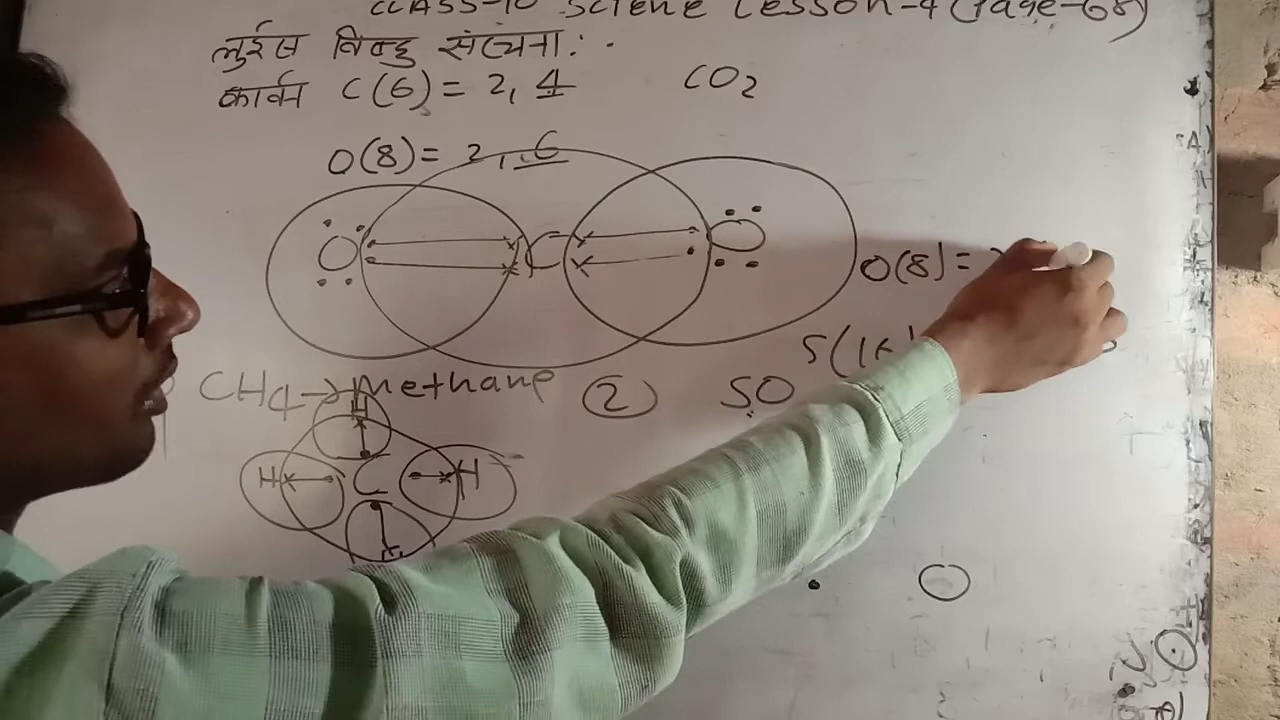 CLASS-10 Science Lesson-4 (Page-68)
लुईस बिन्दु संरचना:
कार्बन C(6) = 2, 4 CO2
O(8) = 2, 6
O C O
O(8) =
S(16)
CH4 → Methane ② SO
H
H C H
O